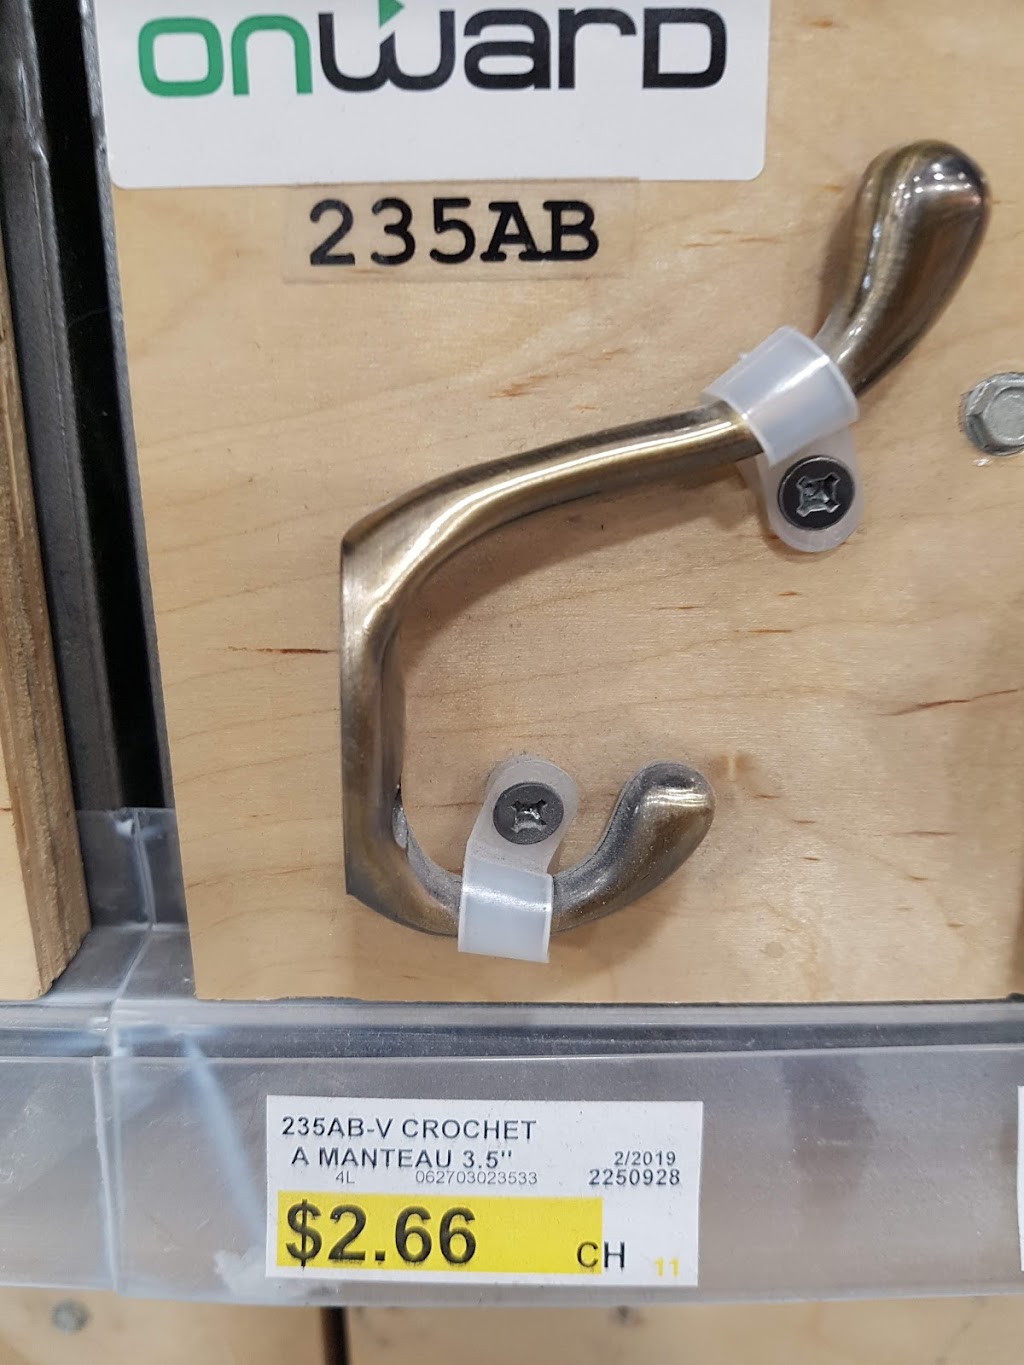 onward
235AB
235AB-V CROCHET
A MANTEAU 3.5" 2/2019
4L 062703023533 2250928
$2.66 CH 11